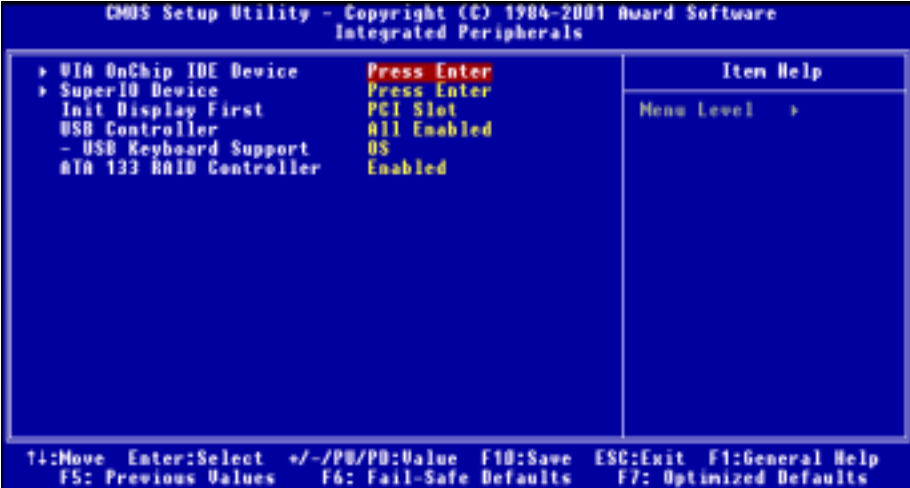 CMOS Setup Utility - Copyright (C) 1984-2001 Award Software
Integrated Peripherals
▸ VIA OnChip IDE Device Press Enter
▸ SuperIO Device Press Enter
Init Display First PCI Slot
USB Controller All Enabled
- USB Keyboard Support OS
ATA 133 RAID Controller Enabled
Item Help
Menu Level ▸
↑↓:Move Enter:Select +/-/PU/PD:Value F10:Save ESC:Exit F1:General Help
F5: Previous Values F6: Fail-Safe Defaults F7: Optimized Defaults